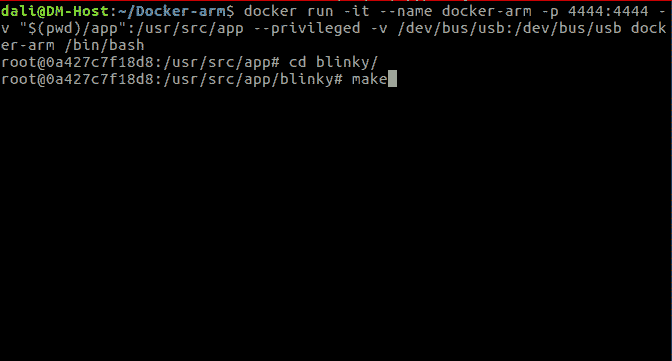 dali@DM-Host:~/Docker-arm$ docker run -it --name docker-arm -p 4444:4444 -
v "$(pwd)/app":/usr/src/app --privileged -v /dev/bus/usb:/dev/bus/usb dock
er-arm /bin/bash
root@0a427c7f18d8:/usr/src/app# cd blinky/
root@0a427c7f18d8:/usr/src/app/blinky# make